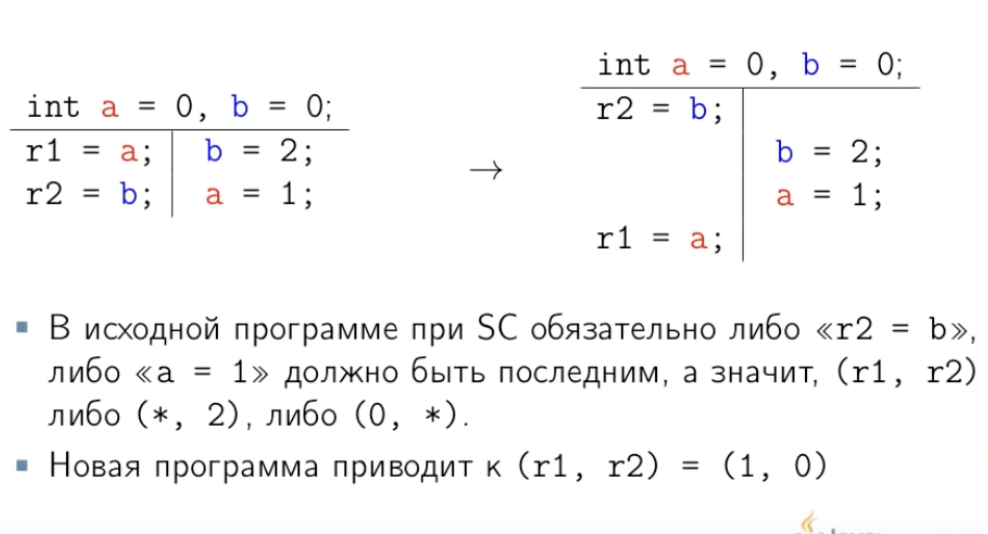 int a = 0, b = 0;
r1 = a; b = 2;
r2 = b; a = 1;
→
int a = 0, b = 0;
r2 = b;
b = 2;
a = 1;
r1 = a;
В исходной программе при SC обязательно либо «r2 = b»,
либо «a = 1» должно быть последним, а значит, (r1, r2)
либо (*, 2), либо (0, *).
Новая программа приводит к (r1, r2) = (1, 0)